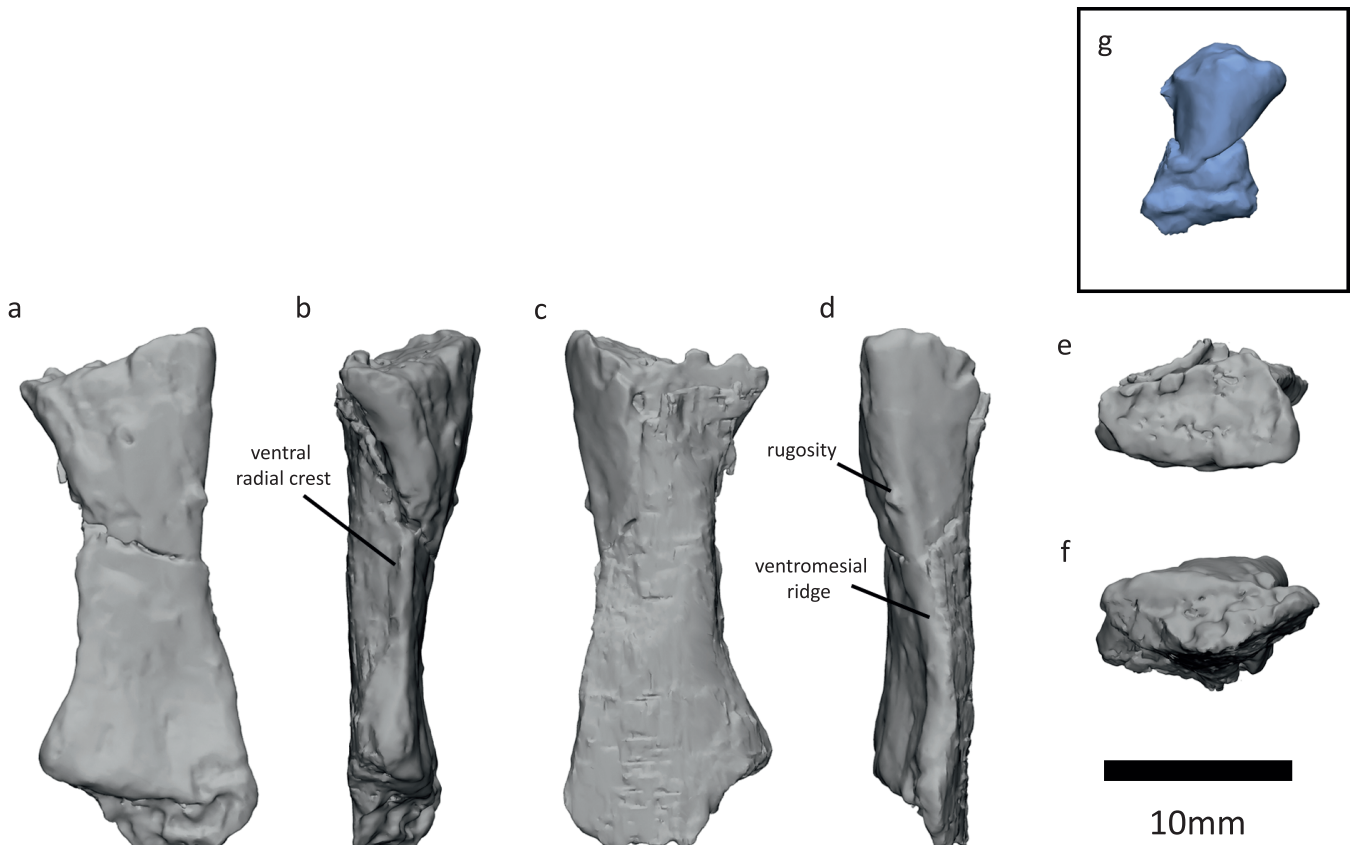 g
a
b
c
d
e
ventral
radial crest
rugosity
f
ventromesial
ridge
10mm